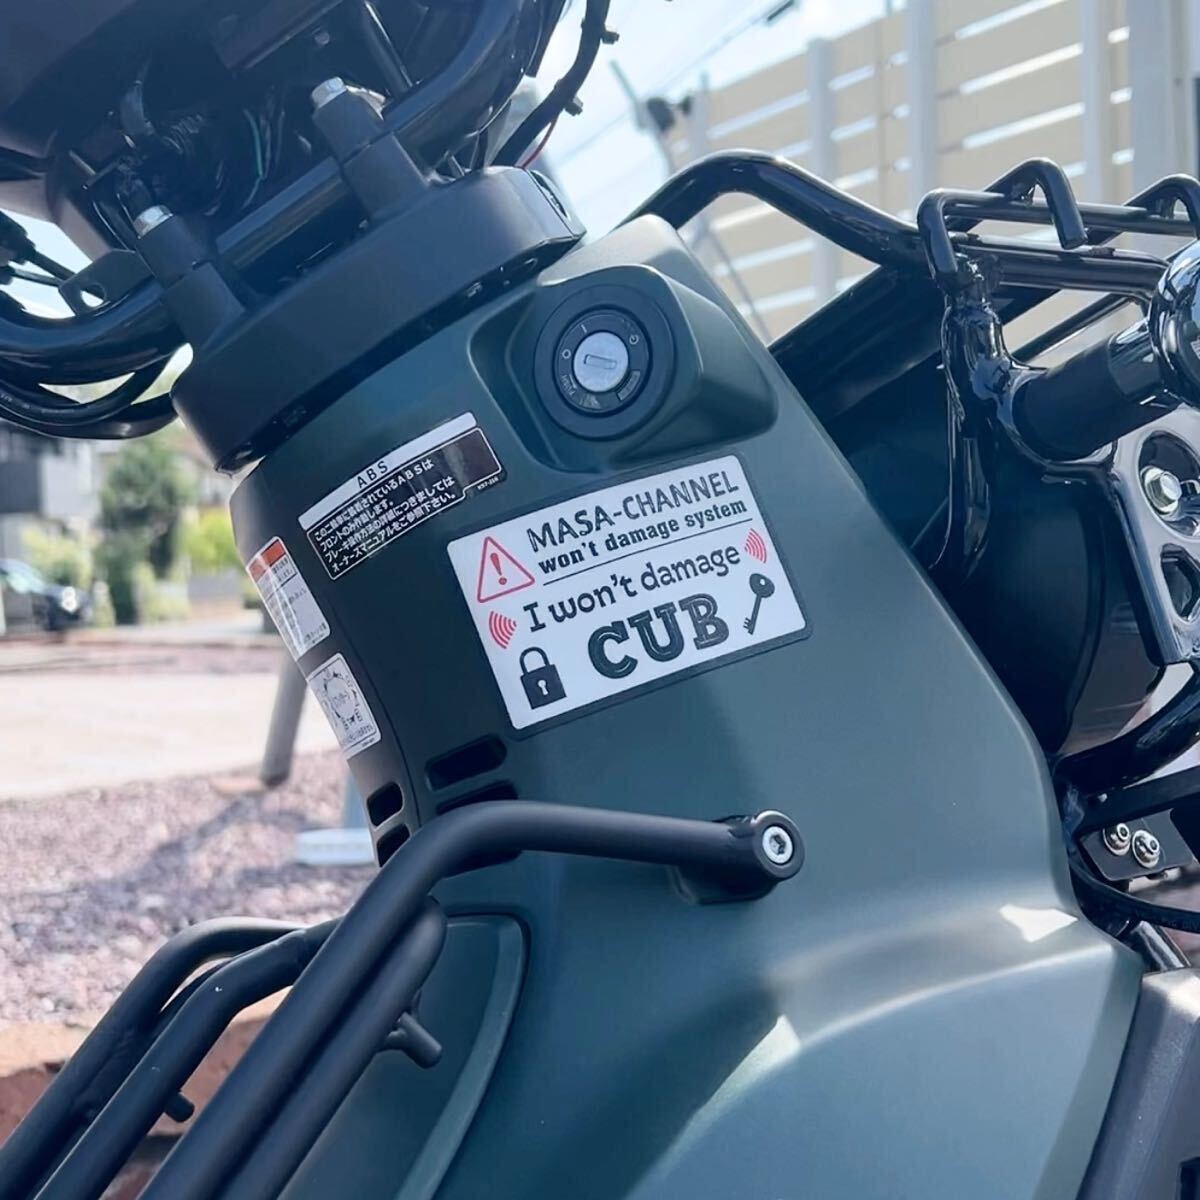 ABS
この二輪車に装着されているABSは
フロントのみ作動します。
ブレーキ操作方法の詳細につきましては
オーナーズマニュアルをご参照下さい。
MASA-CHANNEL
won't damage system
I won't damage
CUB